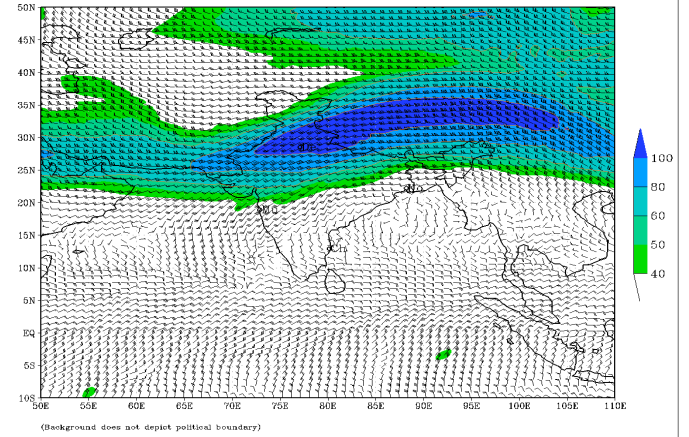 50N
45N
40N
35N
30N
25N
20N
15N
10N
5N
EQ
5S
10S
50E 55E 60E 65E 70E 75E 80E 85E 90E 95E 100E 105E 110E
100
80
60
50
40
(Background does not depict political boundary)